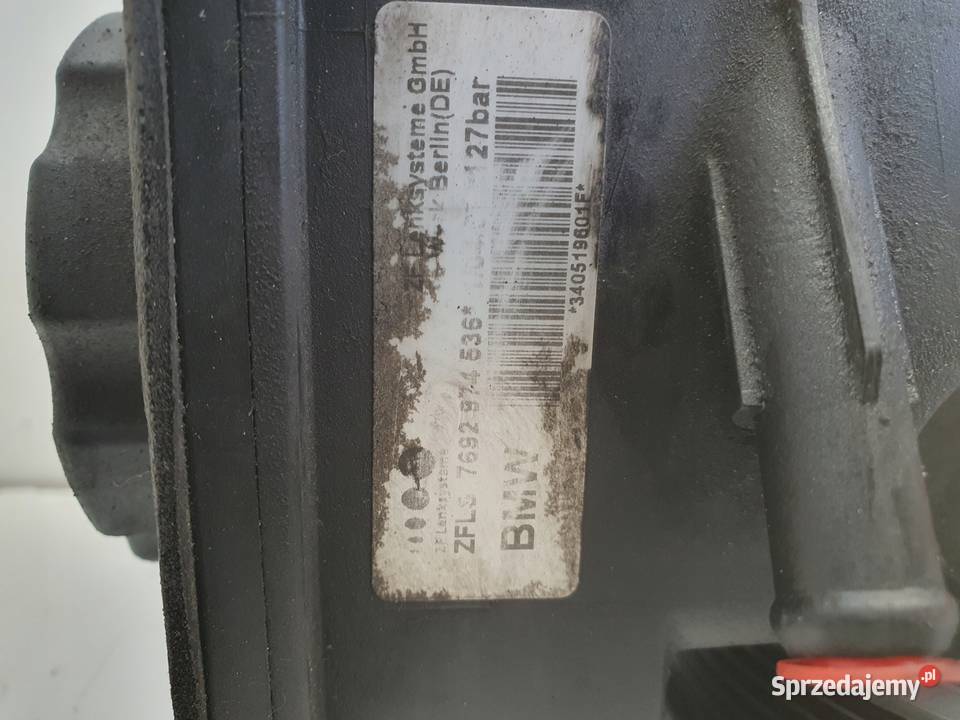 ZF Lenksysteme GmbH
Berlin(DE)
ZF Lenksysteme
ZFLS 7692 974 536* 127bar
BMW
*340519601F*
Sprzedajemy.pl